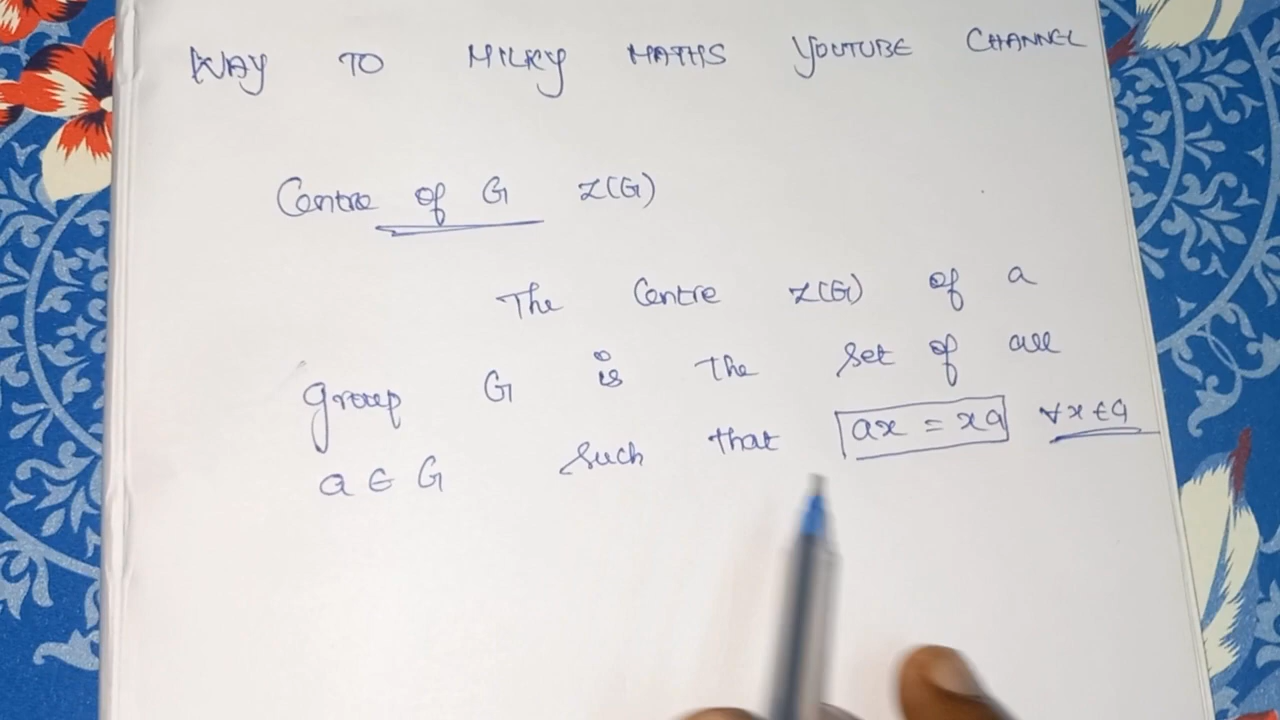 WAY TO MILKY MATHS YOUTUBE CHANNEL
Centre of G Z(G)
The Centre Z(G) of a
group G is the set of all
a ∈ G such that ax = xa ∀x∈G